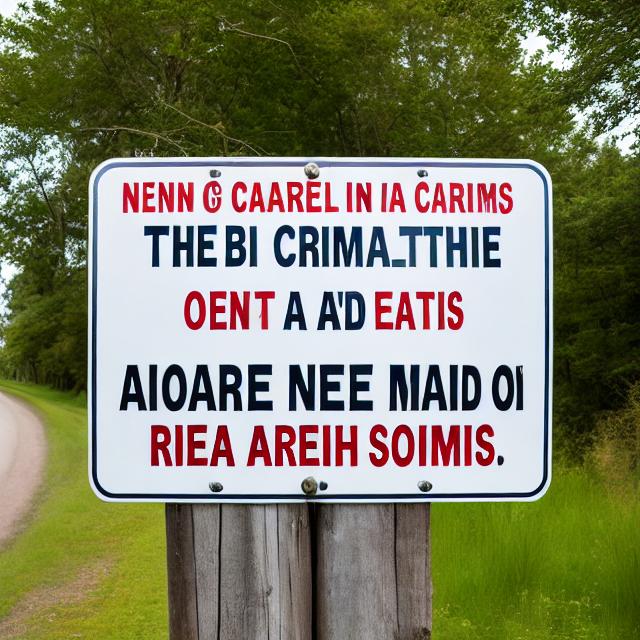 NENN G CAAREL IN IA CARIMS
THE BI CRIMA_TTHIE
OENT A A'D EATIS
AIOARE NEE MAID OI
RIEA AREIH SOIMIS.